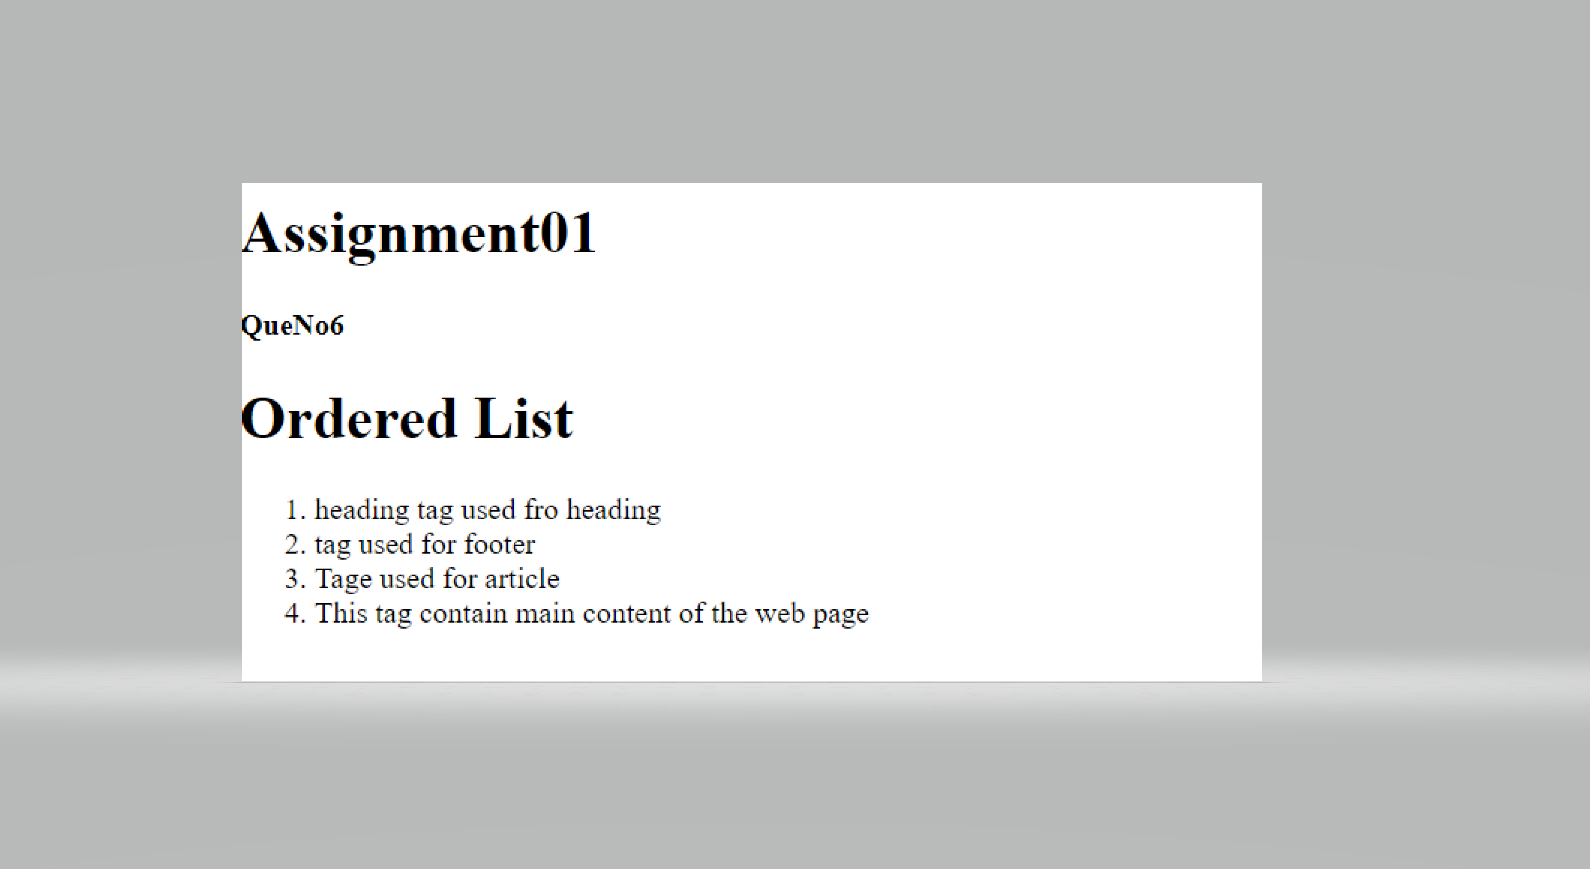 Assignment01
QueNo6
Ordered List
1. heading tag used fro heading
2. tag used for footer
3. Tage used for article
4. This tag contain main content of the web page